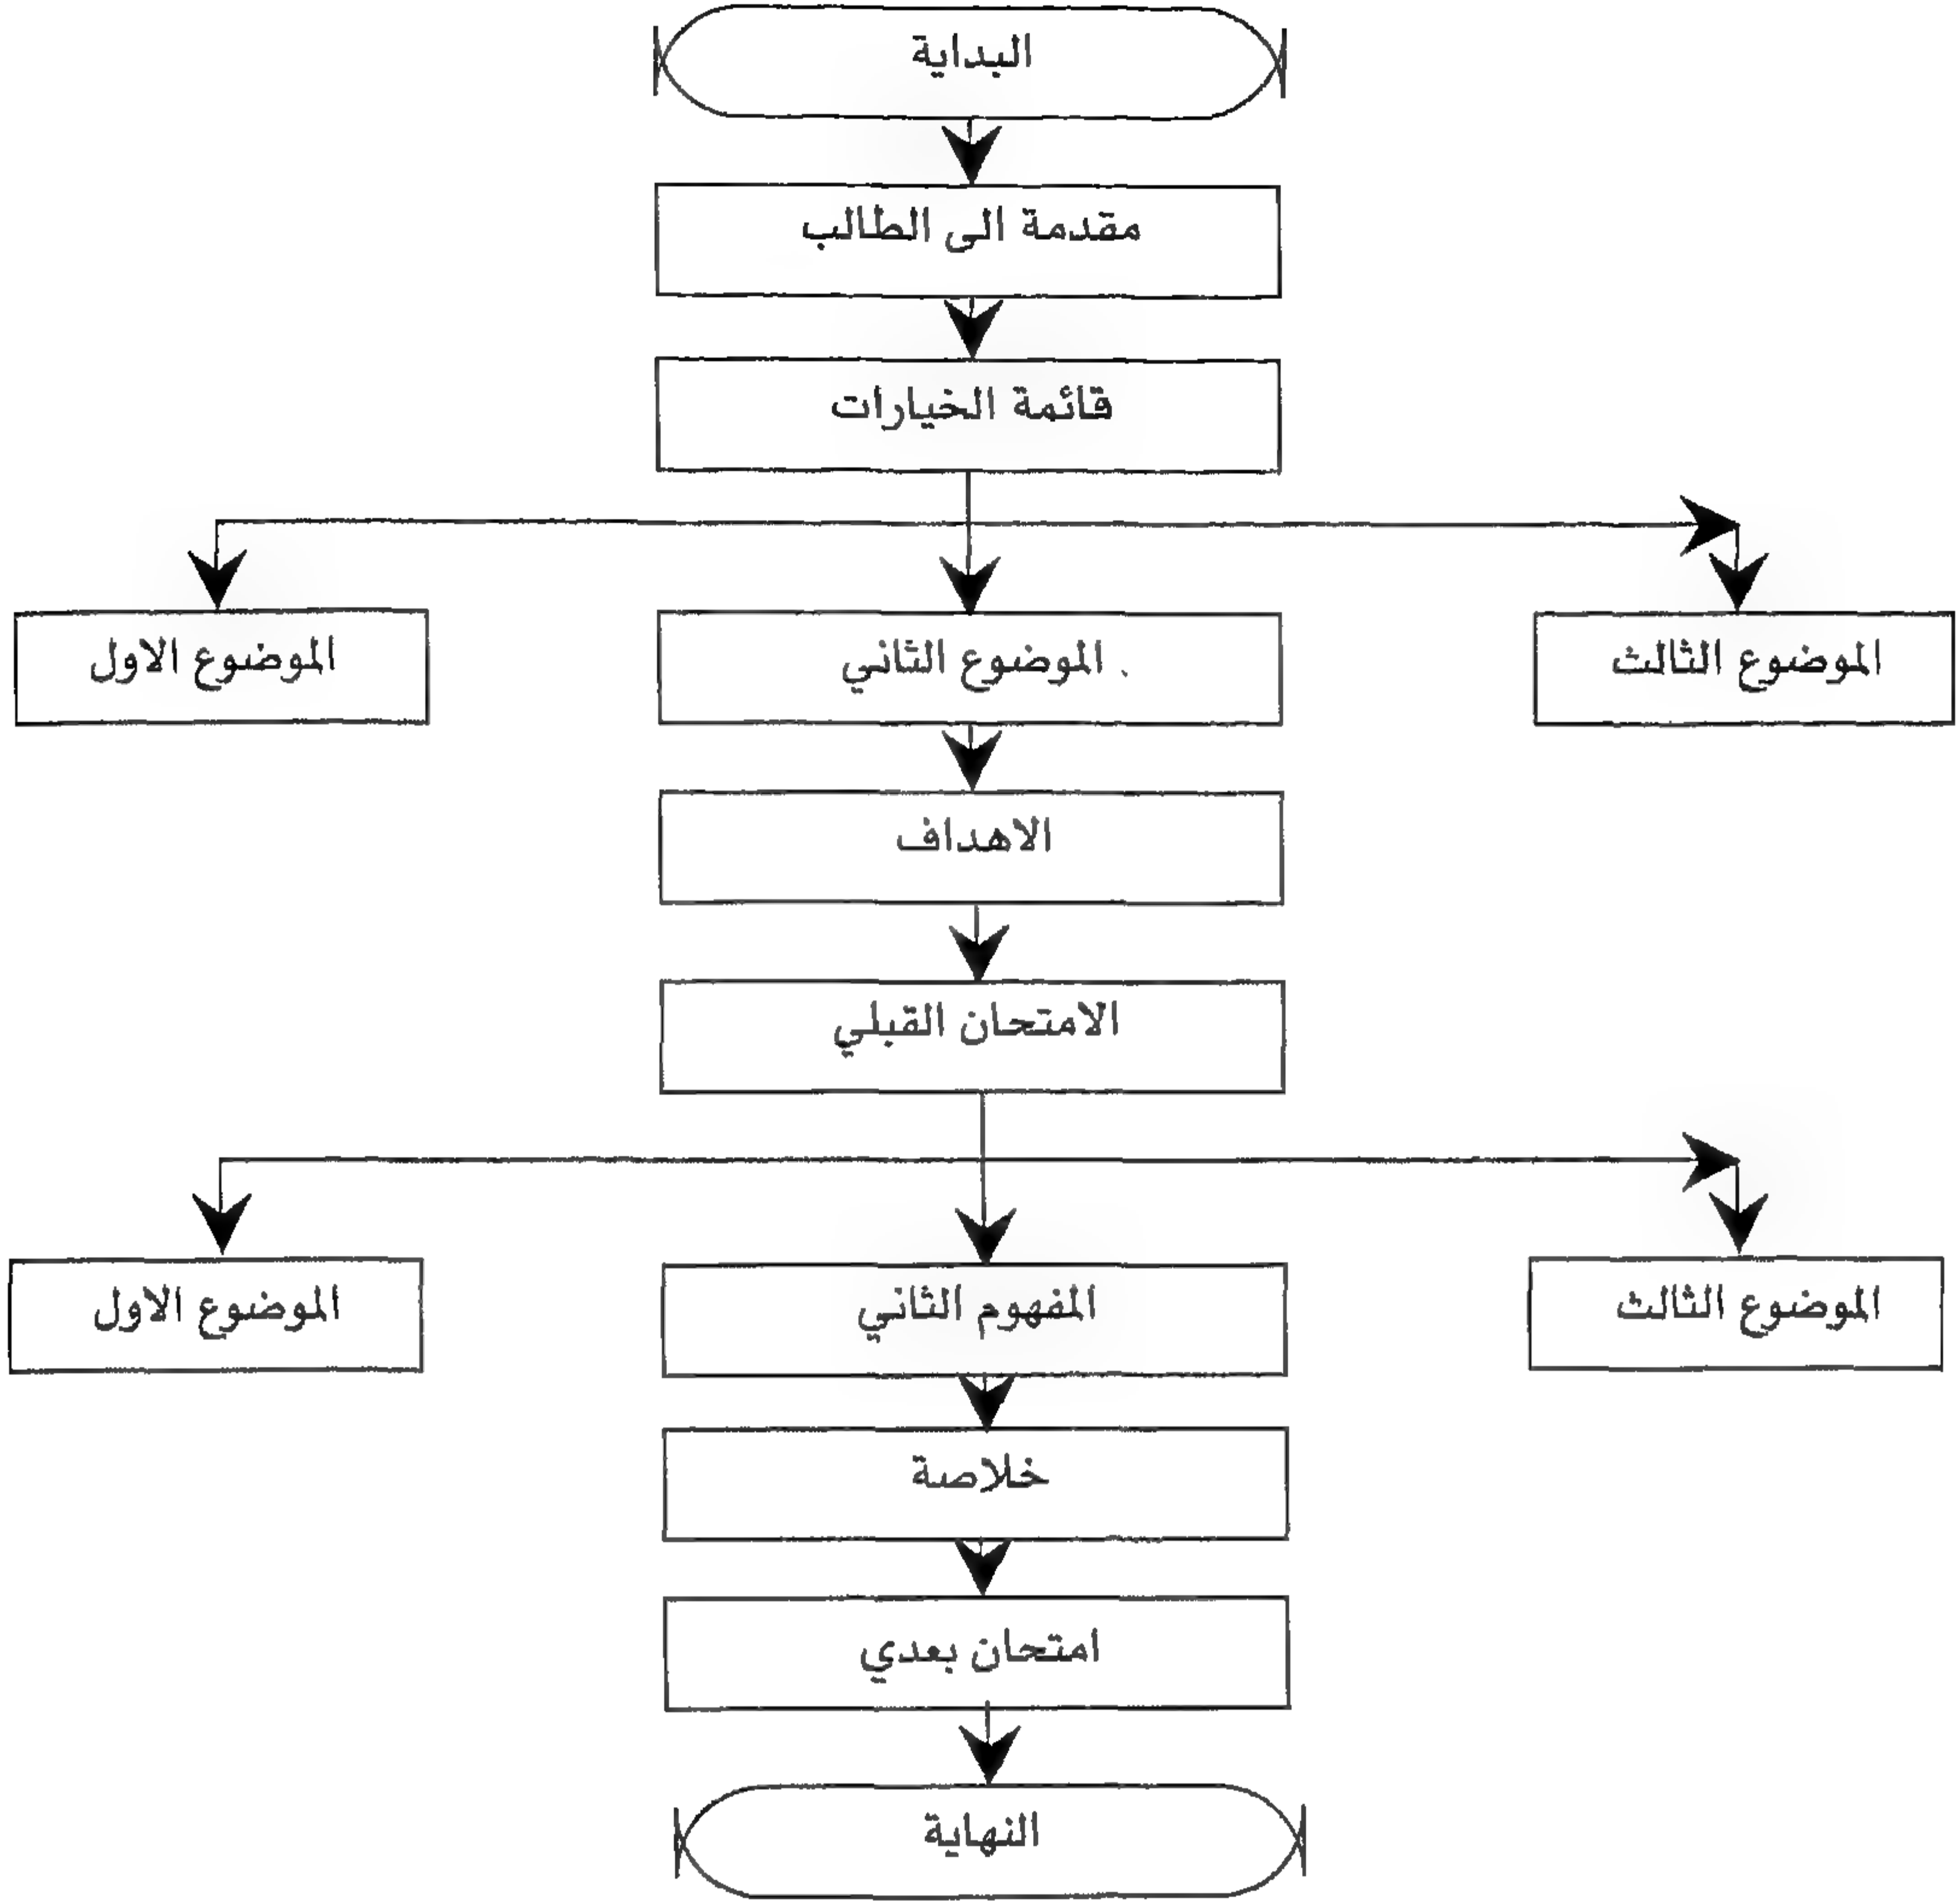 البداية
مقدمة الى الطالب
قائمة الخيارات
الموضوع الثالث
الموضوع الثاني
الموضوع الاول
الاهداف
الامتحان القبلي
الموضوع الثالث
المفهوم الثاني
الموضوع الاول
خلاصة
امتحان بعدي
النهاية